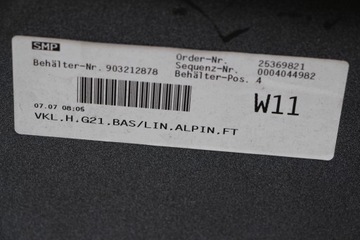 SMP
Order-Nr. 25369821
Behälter-Nr. 903212878 Sequenz-Nr. 0004044982
Behälter-Pos. 4
W11
07.07 08:05
VKL.H.G21.BAS/LIN.ALPIN.FT